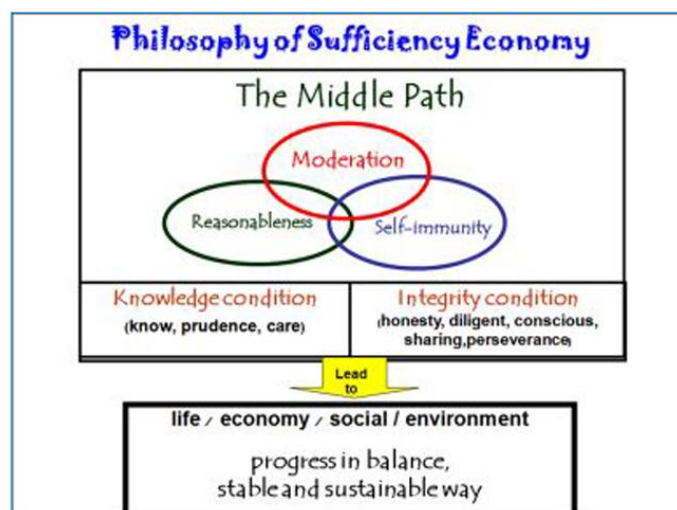 Philosophy of Sufficiency Economy
The Middle Path
Moderation
Reasonableness
Self-immunity
Knowledge condition
(know, prudence, care)
Integrity condition
(honesty, diligent, conscious,
sharing,perseverance)
Lead
to
life / economy / social / environment
progress in balance,
stable and sustainable way